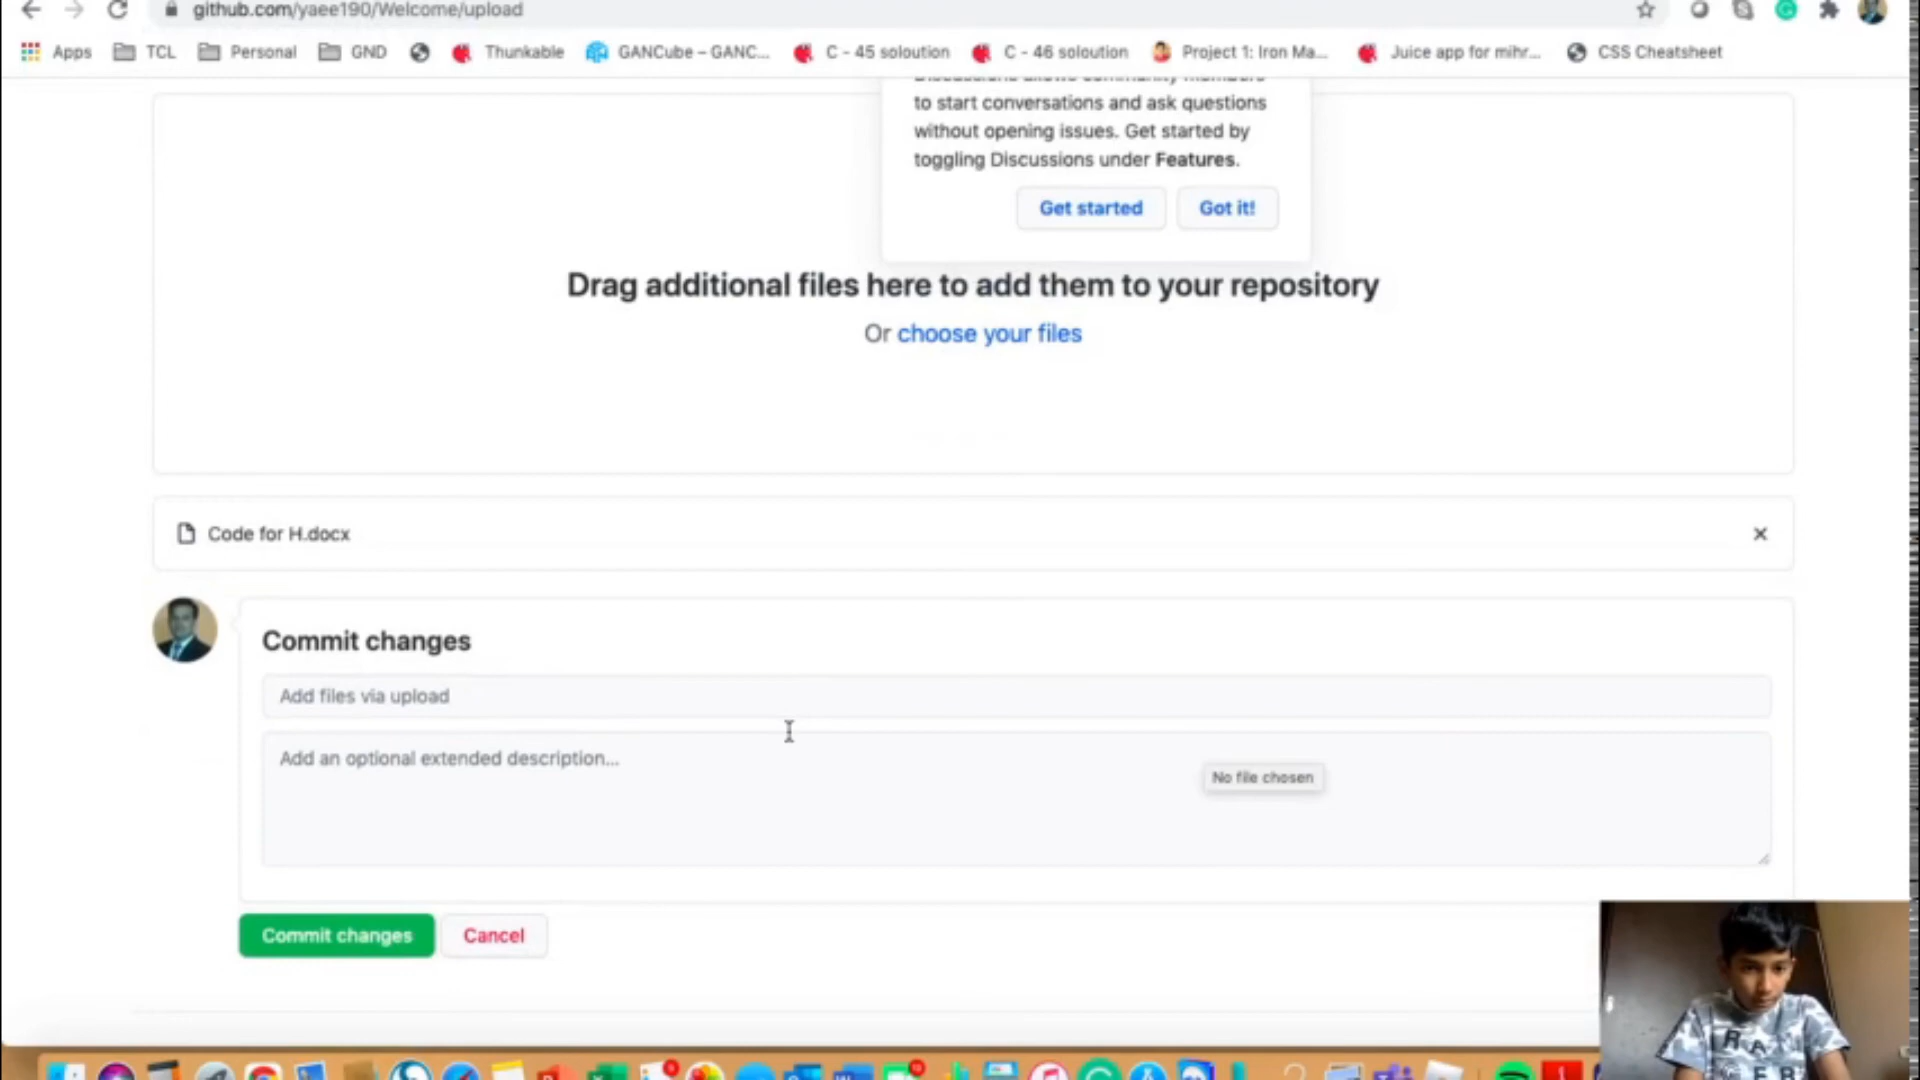 github.com/yaee190/Welcome/upload
Apps TCL Personal GND Thunkable GANCube – GANC... C - 45 soloution C - 46 soloution Project 1: Iron Ma... Juice app for mihr... CSS Cheatsheet
Discussions allows community members
to start conversations and ask questions
without opening issues. Get started by
toggling Discussions under Features.
Get started Got it!
Drag additional files here to add them to your repository
Or choose your files
Code for H.docx
Commit changes
Add files via upload
Add an optional extended description...
No file chosen
Commit changes Cancel